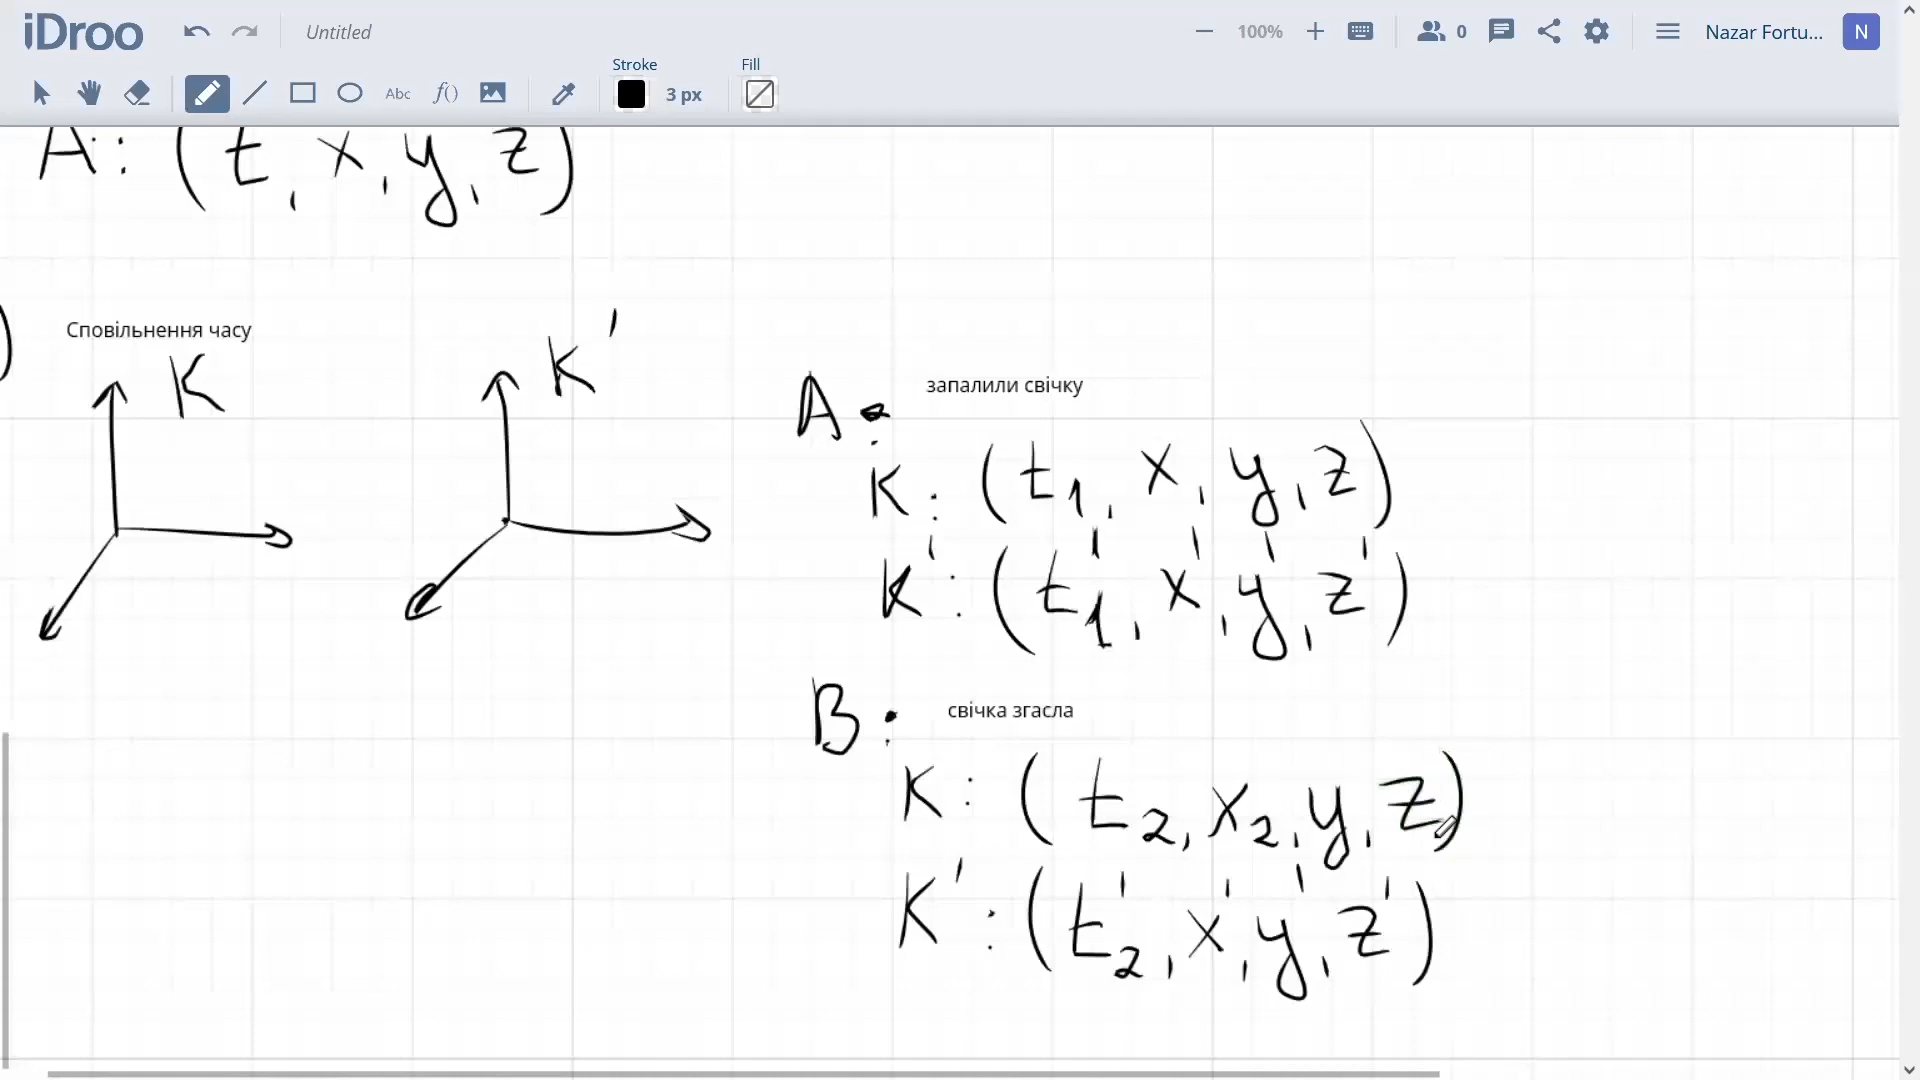 iDroo
Untitled
100%
0
Nazar Fortu...
N
Abc
f()
Stroke
3 px
Fill
A: (t, x, y, z)
Сповільнення часу
K
K'
A:
запалили свічку
K: (t₁, x, y, z)
K': (t₁', x', y', z')
B:
свічка згасла
K: (t₂, x₂, y, z)
K': (t₂', x', y', z')